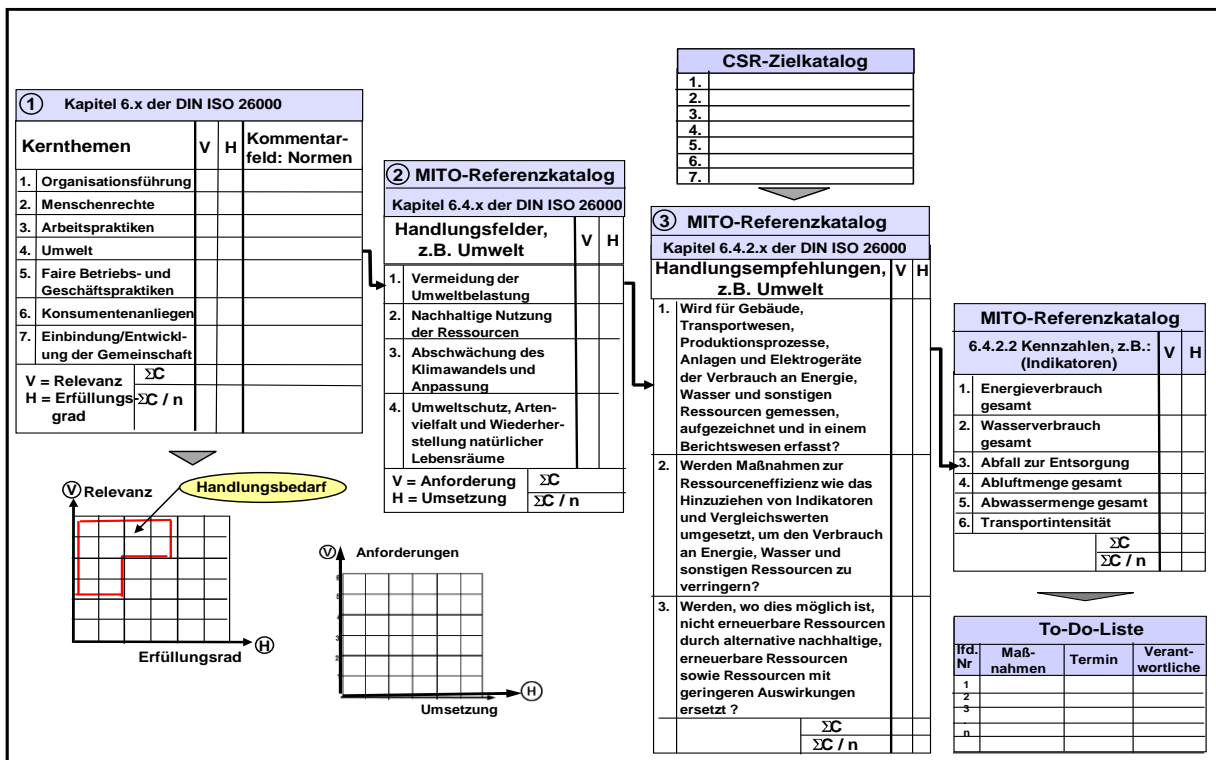 CSR-Zielkatalog
1.
2.
3.
4.
5.
6.
7.
1 Kapitel 6.x der DIN ISO 26000
Kernthemen V H Kommentar-
feld: Normen
1. Organisationsführung
2. Menschenrechte
3. Arbeitspraktiken
4. Umwelt
5. Faire Betriebs- und
Geschäftspraktiken
6. Konsumentenanliegen
7. Einbindung/Entwickl-
ung der Gemeinschaft
V = Relevanz ΣC
H = Erfüllungs- ΣC / n
grad
V Relevanz
Handlungsbedarf
Erfüllungsrad H
2 MITO-Referenzkatalog
Kapitel 6.4.x der DIN ISO 26000
Handlungsfelder, V H
z.B. Umwelt
1. Vermeidung der
Umweltbelastung
2. Nachhaltige Nutzung
der Ressourcen
3. Abschwächung des
Klimawandels und
Anpassung
4. Umweltschutz, Arten-
vielfalt und Wiederher-
stellung natürlicher
Lebensräume
V = Anforderung ΣC
H = Umsetzung ΣC / n
V Anforderungen
6
5
4
3
2
1
H
Umsetzung
3 MITO-Referenzkatalog
Kapitel 6.4.2.x der DIN ISO 26000
Handlungsempfehlungen, V H
z.B. Umwelt
1. Wird für Gebäude,
Transportwesen,
Produktionsprozesse,
Anlagen und Elektrogeräte
der Verbrauch an Energie,
Wasser und sonstigen
Ressourcen gemessen,
aufgezeichnet und in einem
Berichtswesen erfasst?
2. Werden Maßnahmen zur
Ressourceneffizienz wie das
Hinzuziehen von Indikatoren
und Vergleichswerten
umgesetzt, um den Verbrauch
an Energie, Wasser und
sonstigen Ressourcen zu
verringern?
3. Werden, wo dies möglich ist,
nicht erneuerbare Ressourcen
durch alternative nachhaltige,
erneuerbare Ressourcen
sowie Ressourcen mit
geringeren Auswirkungen
ersetzt ?
ΣC
ΣC / n
MITO-Referenzkatalog
6.4.2.2 Kennzahlen, z.B.: V H
(Indikatoren)
1. Energieverbrauch
gesamt
2. Wasserverbrauch
gesamt
3. Abfall zur Entsorgung
4. Abluftmenge gesamt
5. Abwassermenge gesamt
6. Transportintensität
ΣC
ΣC / n
To-Do-Liste
lfd. Maß- Termin Verant-
Nr nahmen wortliche
1
2
3
.
n